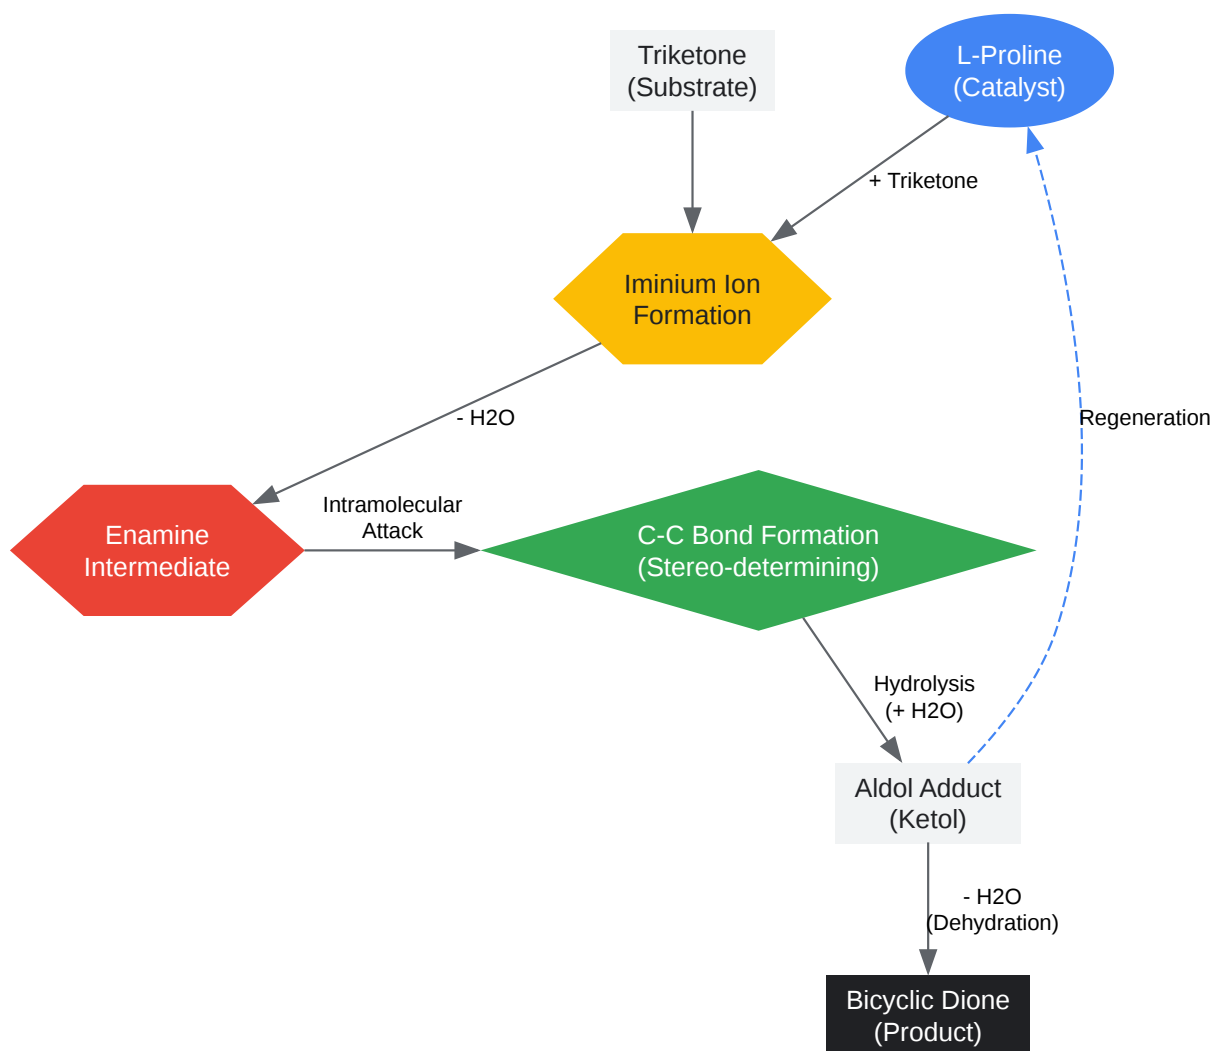 Triketone
(Substrate)
L-Proline
(Catalyst)
+ Triketone
Iminium Ion
Formation
- H2O
Regeneration
Enamine
Intermediate
Intramolecular
Attack
C-C Bond Formation
(Stereo-determining)
Hydrolysis
(+ H2O)
Aldol Adduct
(Ketol)
- H2O
(Dehydration)
Bicyclic Dione
(Product)